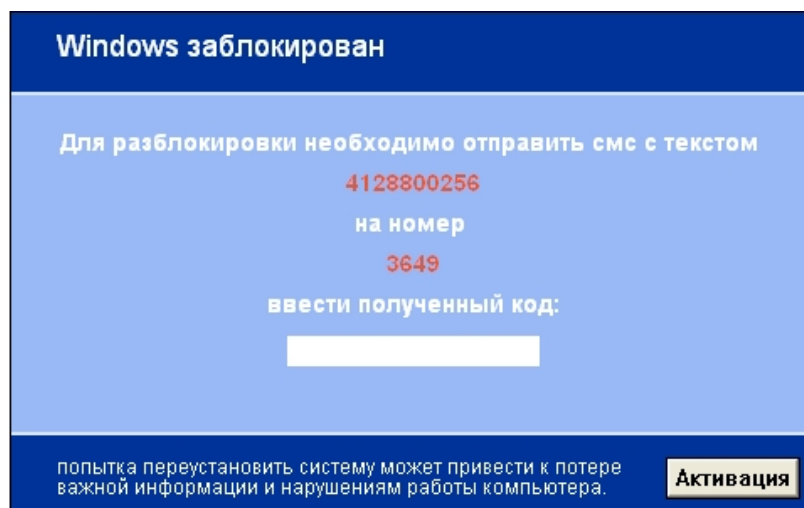 Windows заблокирован
Для разблокировки необходимо отправить смс с текстом
4128800256
на номер
3649
ввести полученный код:
попытка переустановить систему может привести к потере
важной информации и нарушениям работы компьютера.
Активация